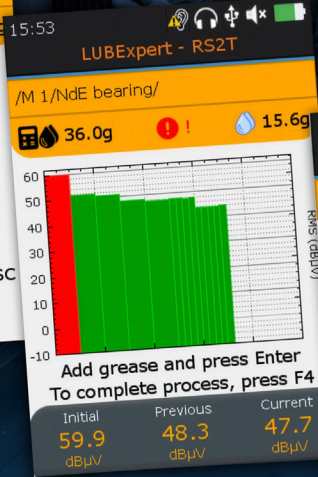 15:53
LUBExpert - RS2T
/M 1/NdE bearing/
36.0g
!
!
15.6g
60
50
40
30
20
10
0
-10
RMS (dBμV)
SC
Add grease and press Enter
To complete process, press F4
Initial
Previous
Current
59.9
48.3
47.7
dBμV
dBμV
dBμV